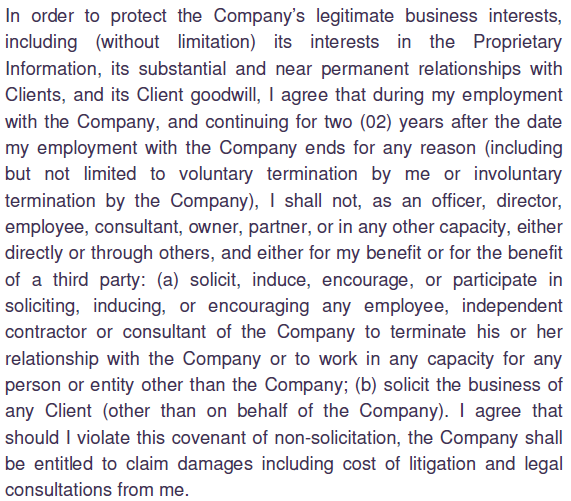 In order to protect the Company’s legitimate business interests,
including (without limitation) its interests in the Proprietary
Information, its substantial and near permanent relationships with
Clients, and its Client goodwill, I agree that during my employment
with the Company, and continuing for two (02) years after the date
my employment with the Company ends for any reason (including
but not limited to voluntary termination by me or involuntary
termination by the Company), I shall not, as an officer, director,
employee, consultant, owner, partner, or in any other capacity, either
directly or through others, and either for my benefit or for the benefit
of a third party: (a) solicit, induce, encourage, or participate in
soliciting, inducing, or encouraging any employee, independent
contractor or consultant of the Company to terminate his or her
relationship with the Company or to work in any capacity for any
person or entity other than the Company; (b) solicit the business of
any Client (other than on behalf of the Company). I agree that
should I violate this covenant of non-solicitation, the Company shall
be entitled to claim damages including cost of litigation and legal
consultations from me.